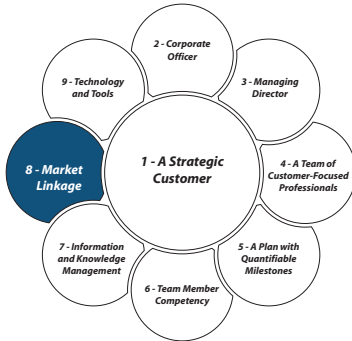 1 - A Strategic
Customer
2 - Corporate
Officer
3 - Managing
Director
4 - A Team of
Customer-Focused
Professionals
5 - A Plan with
Quantifiable
Milestones
6 - Team Member
Competency
7 - Information
and Knowledge
Management
8 - Market
Linkage
9 - Technology
and Tools